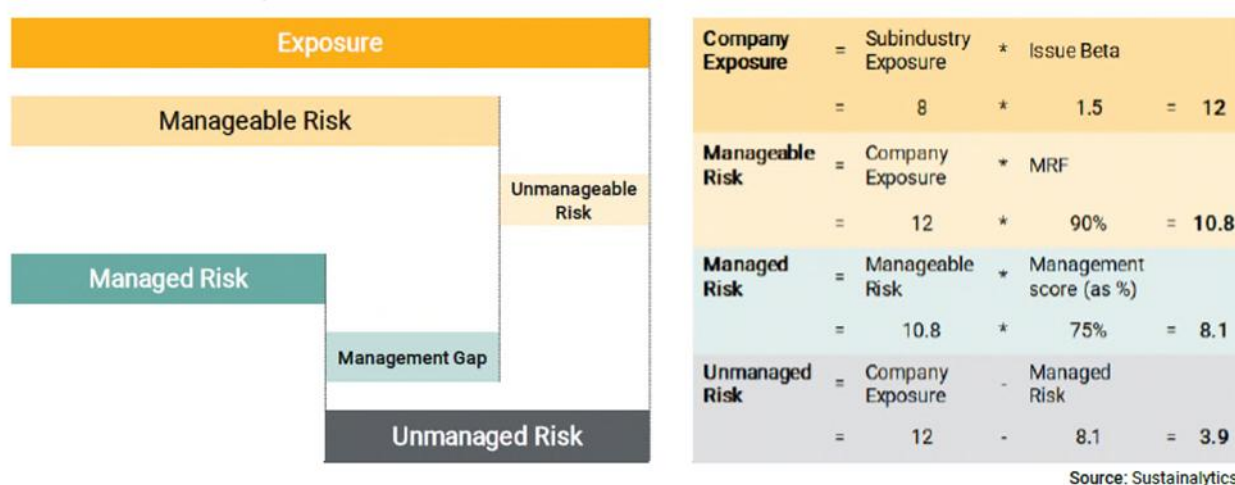 Exposure
Manageable Risk
Unmanageable
Risk
Managed Risk
Management Gap
Unmanaged Risk
Company
Exposure = Subindustry
Exposure * Issue Beta
= 8 * 1.5 = 12
Manageable
Risk = Company
Exposure * MRF
= 12 * 90% = 10.8
Managed
Risk = Manageable
Risk * Management
score (as %)
= 10.8 * 75% = 8.1
Unmanaged
Risk = Company
Exposure - Managed
Risk
= 12 - 8.1 = 3.9
Source: Sustainalytics